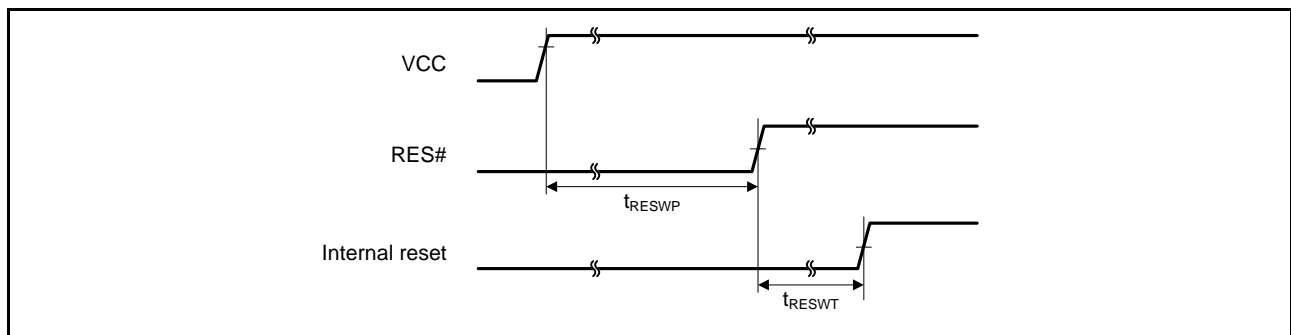 VCC
RES#
tRESWP
Internal reset
tRESWT